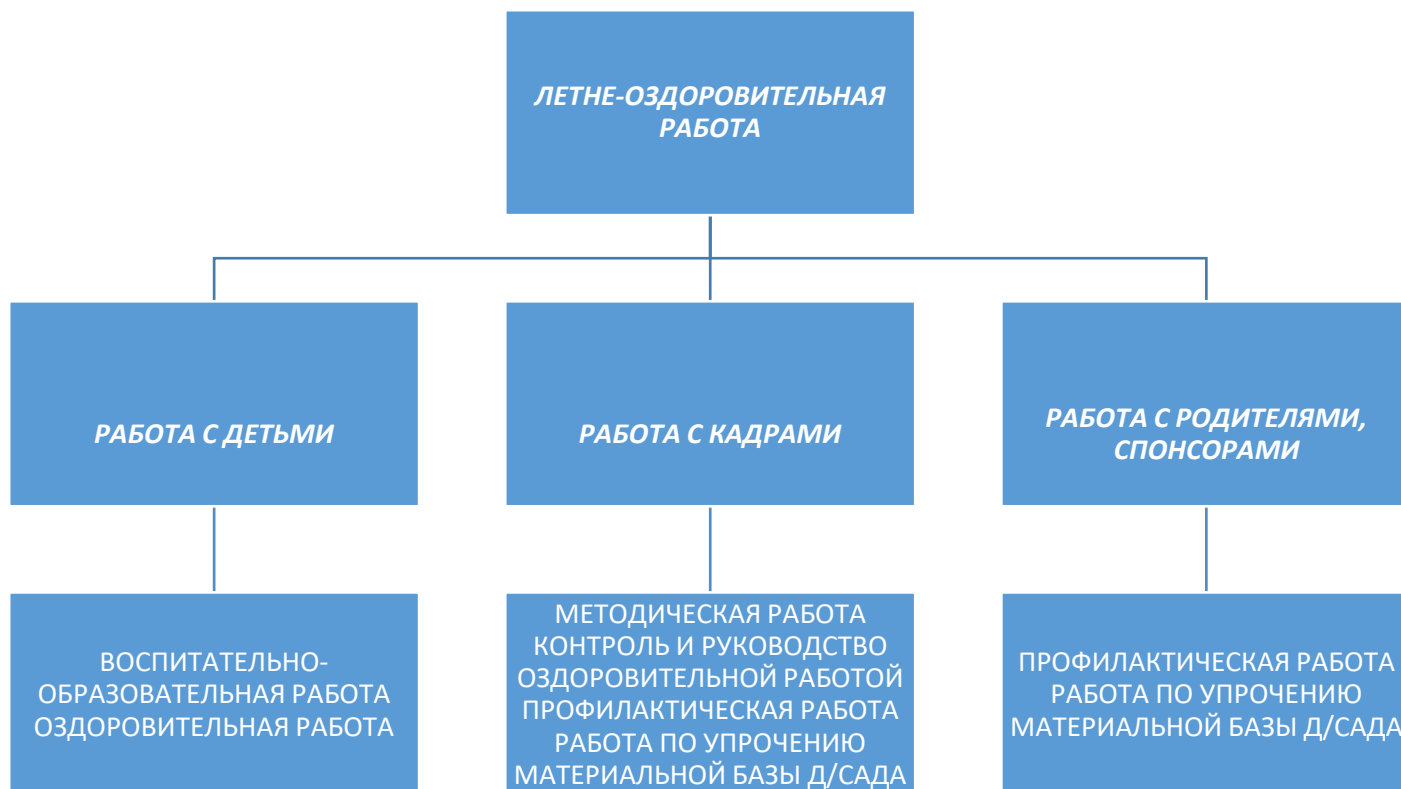 ЛЕТНЕ-ОЗДОРОВИТЕЛЬНАЯ
РАБОТА
РАБОТА С ДЕТЬМИ
РАБОТА С КАДРАМИ
РАБОТА С РОДИТЕЛЯМИ,
СПОНСОРАМИ
ВОСПИТАТЕЛЬНО-
ОБРАЗОВАТЕЛЬНАЯ РАБОТА
ОЗДОРОВИТЕЛЬНАЯ РАБОТА
МЕТОДИЧЕСКАЯ РАБОТА
КОНТРОЛЬ И РУКОВОДСТВО
ОЗДОРОВИТЕЛЬНОЙ РАБОТОЙ
ПРОФИЛАКТИЧЕСКАЯ РАБОТА
РАБОТА ПО УПРОЧЕНИЮ
МАТЕРИАЛЬНОЙ БАЗЫ Д/САДА
ПРОФИЛАКТИЧЕСКАЯ РАБОТА
РАБОТА ПО УПРОЧЕНИЮ
МАТЕРИАЛЬНОЙ БАЗЫ Д/САДА